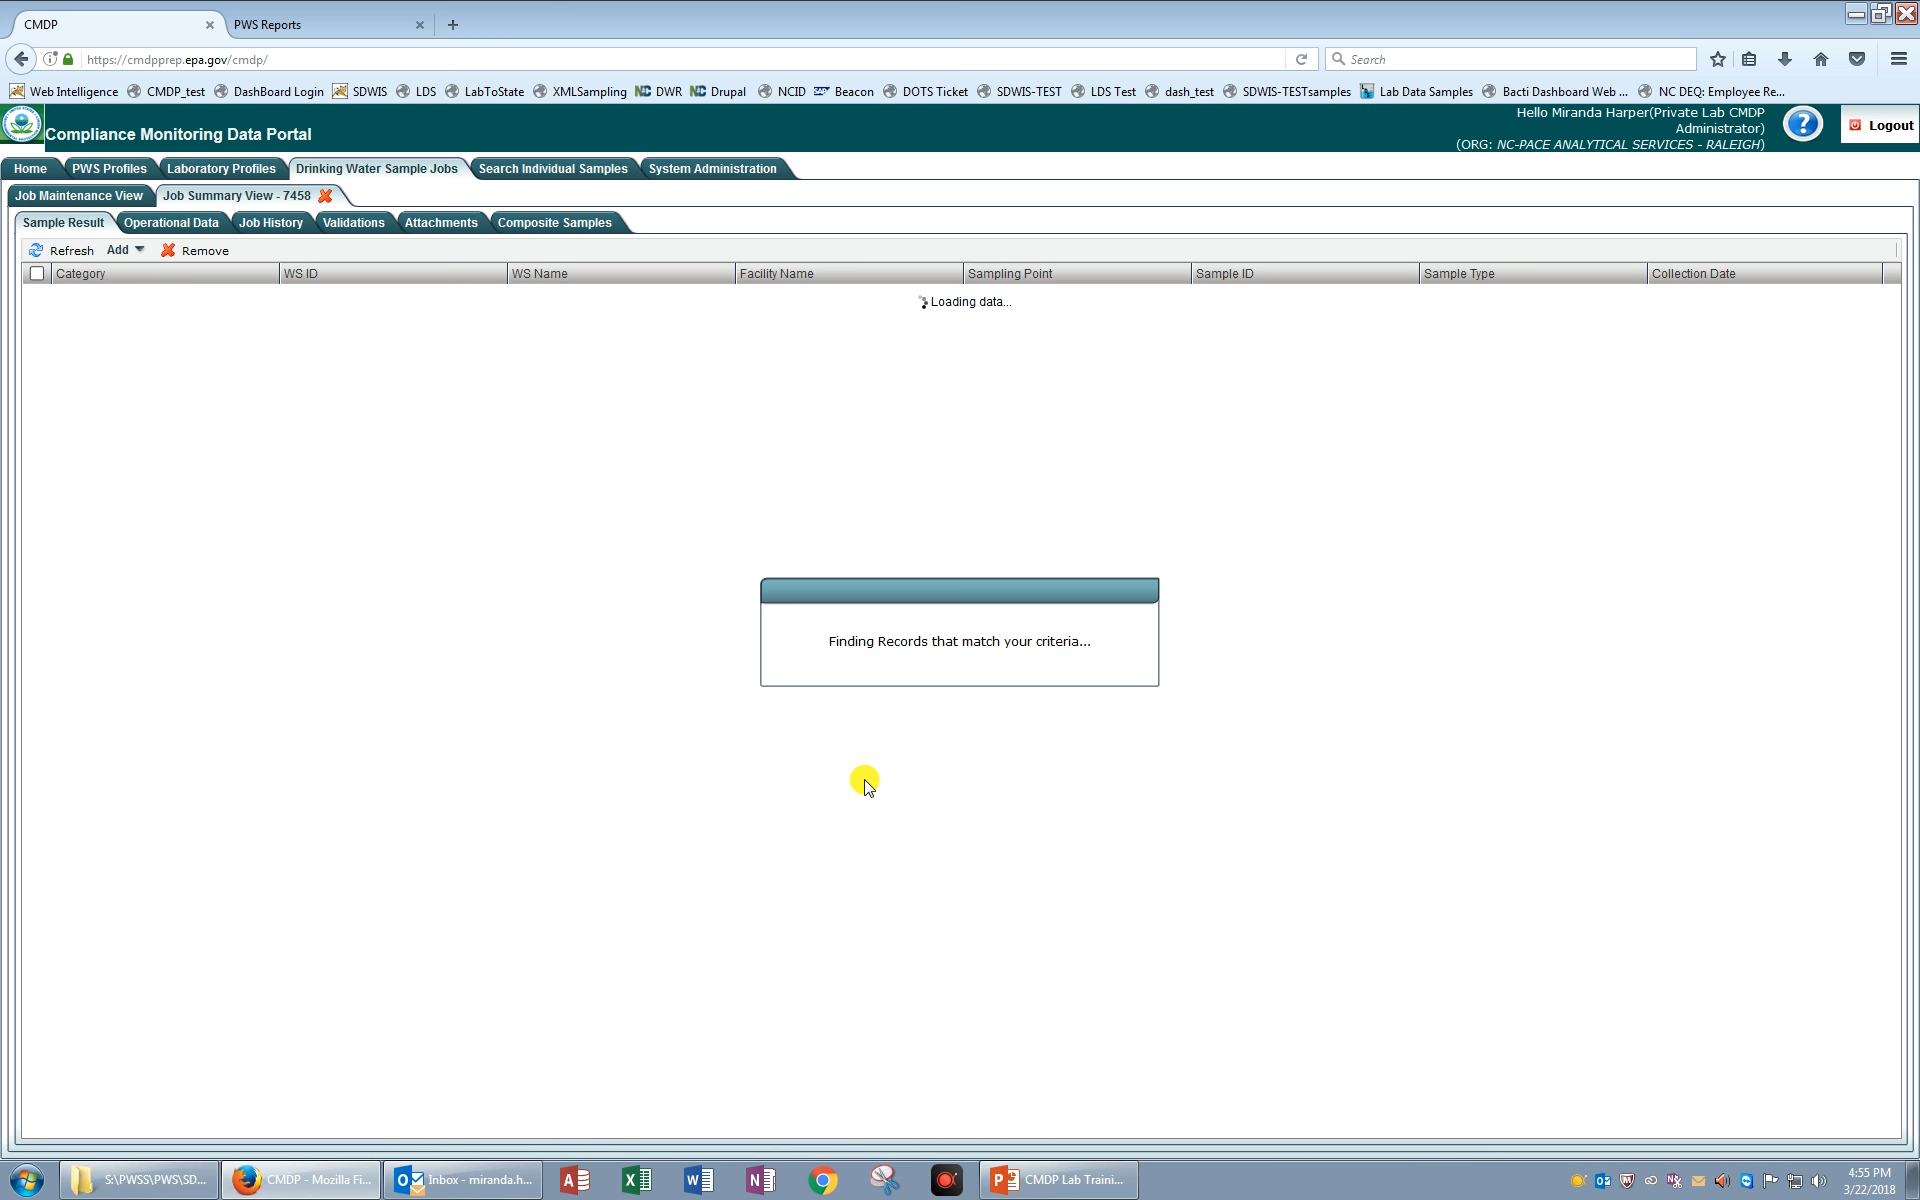 CMDP
PWS Reports
https://cmdpprep.epa.gov/cmdp/
Search
Web Intelligence CMDP_test DashBoard Login SDWIS LDS LabToState XMLSampling DWR Drupal NCID Beacon DOTS Ticket SDWIS-TEST LDS Test dash_test SDWIS-TESTsamples Lab Data Samples Bacti Dashboard Web ... NC DEQ: Employee Re...
Compliance Monitoring Data Portal
Hello Miranda Harper(Private Lab CMDP
Administrator)
(ORG: NC-PACE ANALYTICAL SERVICES - RALEIGH)
Logout
Home PWS Profiles Laboratory Profiles Drinking Water Sample Jobs Search Individual Samples System Administration
Job Maintenance View Job Summary View - 7458
Sample Result Operational Data Job History Validations Attachments Composite Samples
Refresh Add Remove
Category WS ID WS Name Facility Name Sampling Point Sample ID Sample Type Collection Date
Loading data...
Finding Records that match your criteria...
S:\PWSS\PWS\SD... CMDP - Mozilla Fi... Inbox - miranda.h... CMDP Lab Traini...
4:55 PM
3/22/2018